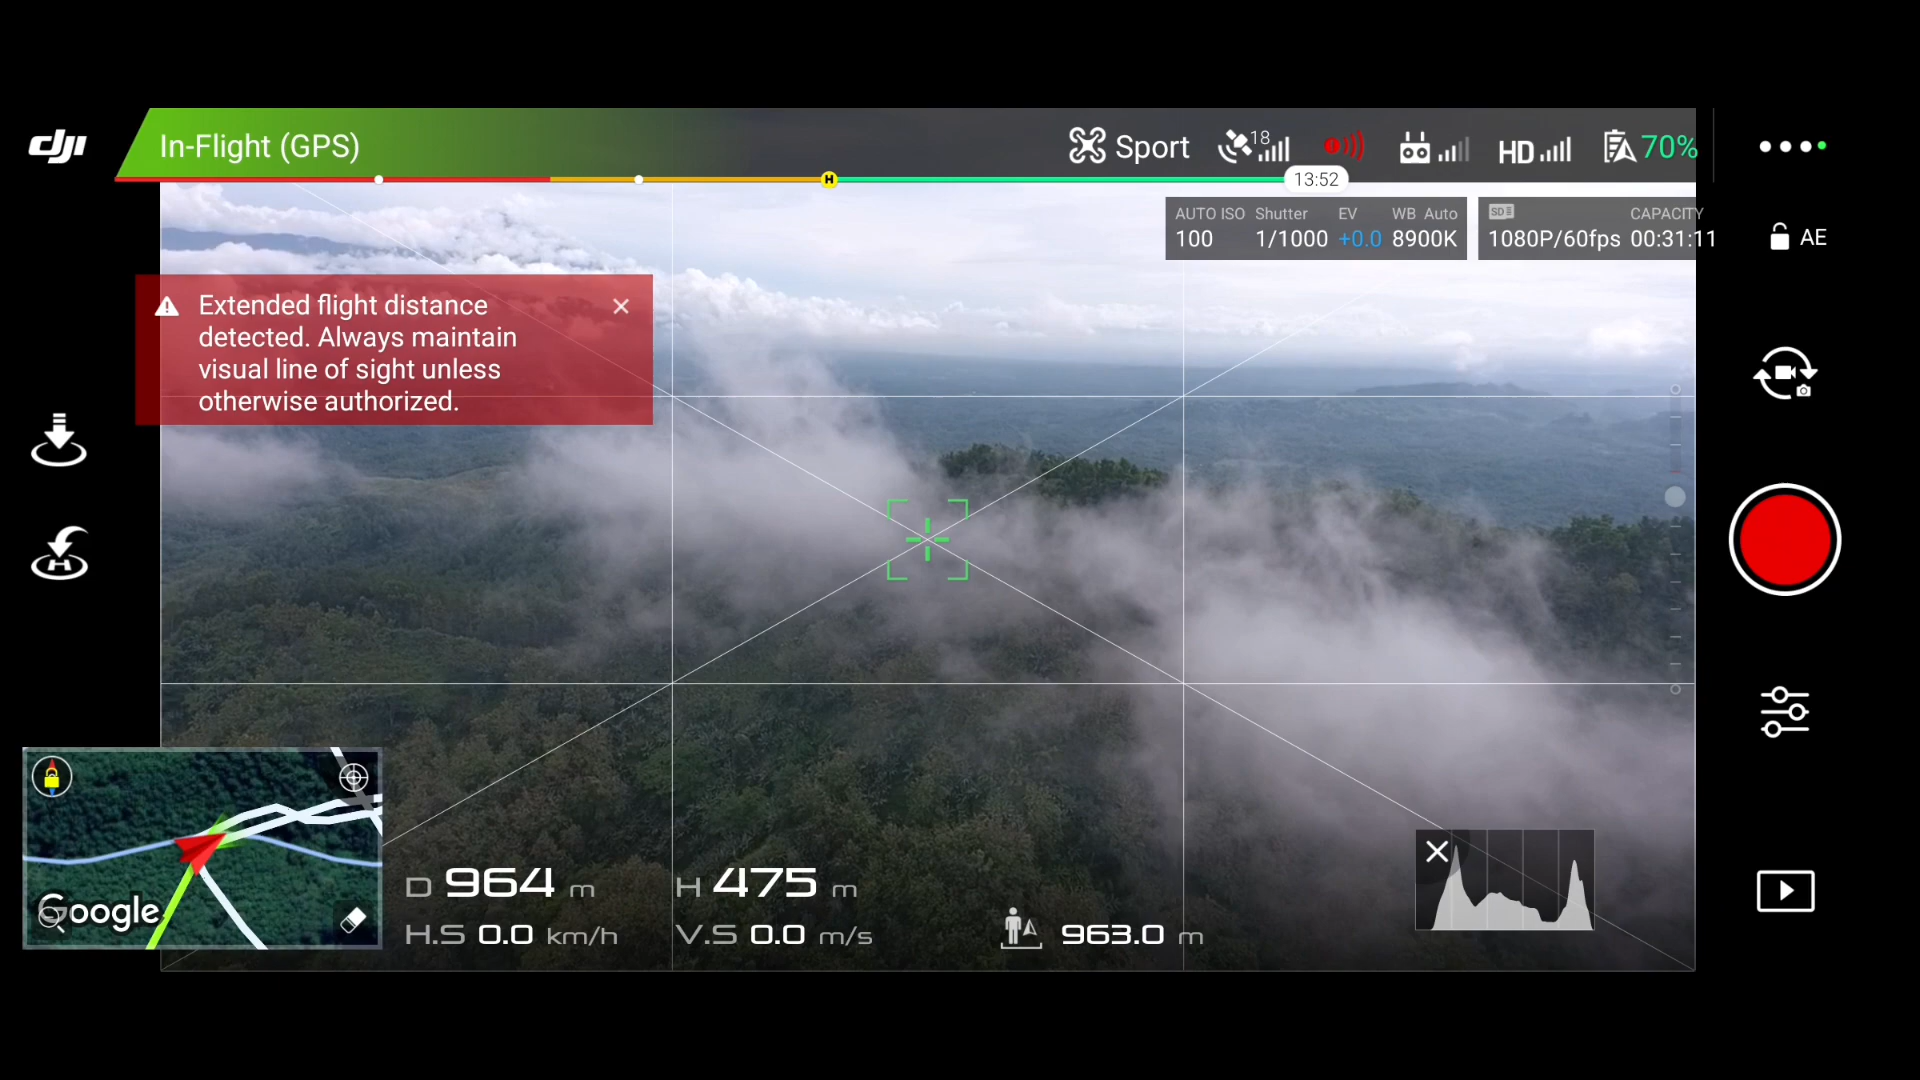 dji
In-Flight (GPS)
Sport
18
HD
70%
H
13:52
AUTO ISO Shutter EV WB Auto
100 1/1000 +0.0 8900K
SD CAPACITY
1080P/60fps 00:31:11
AE
Extended flight distance
detected. Always maintain
visual line of sight unless
otherwise authorized.
H
Google
D 964 m H 475 m
H.S 0.0 km/h V.S 0.0 m/s 963.0 m